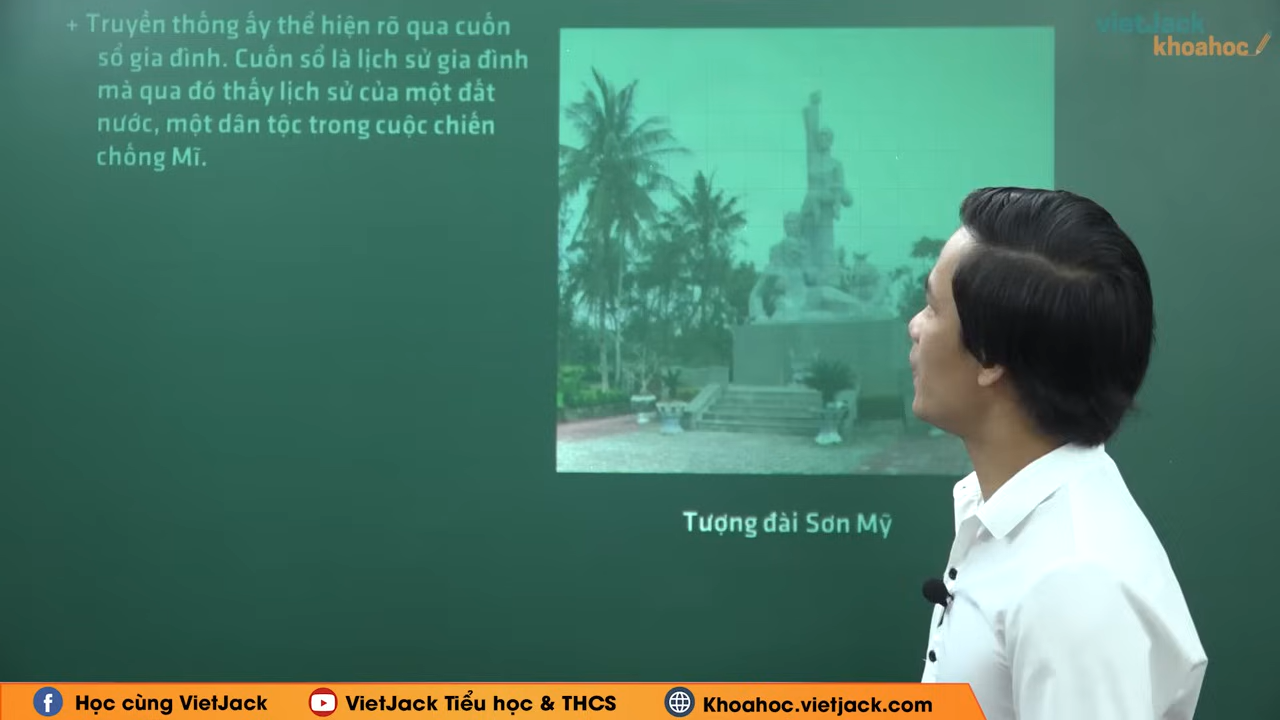 + Truyền thống ấy thể hiện rõ qua cuốn
sổ gia đình. Cuốn sổ là lịch sử gia đình
mà qua đó thấy lịch sử của một đất
nước, một dân tộc trong cuộc chiến
chống Mĩ.
vietJack
khoahoc
Tượng đài Sơn Mỹ
Học cùng VietJack
VietJack Tiểu học & THCS
Khoahoc.vietjack.com